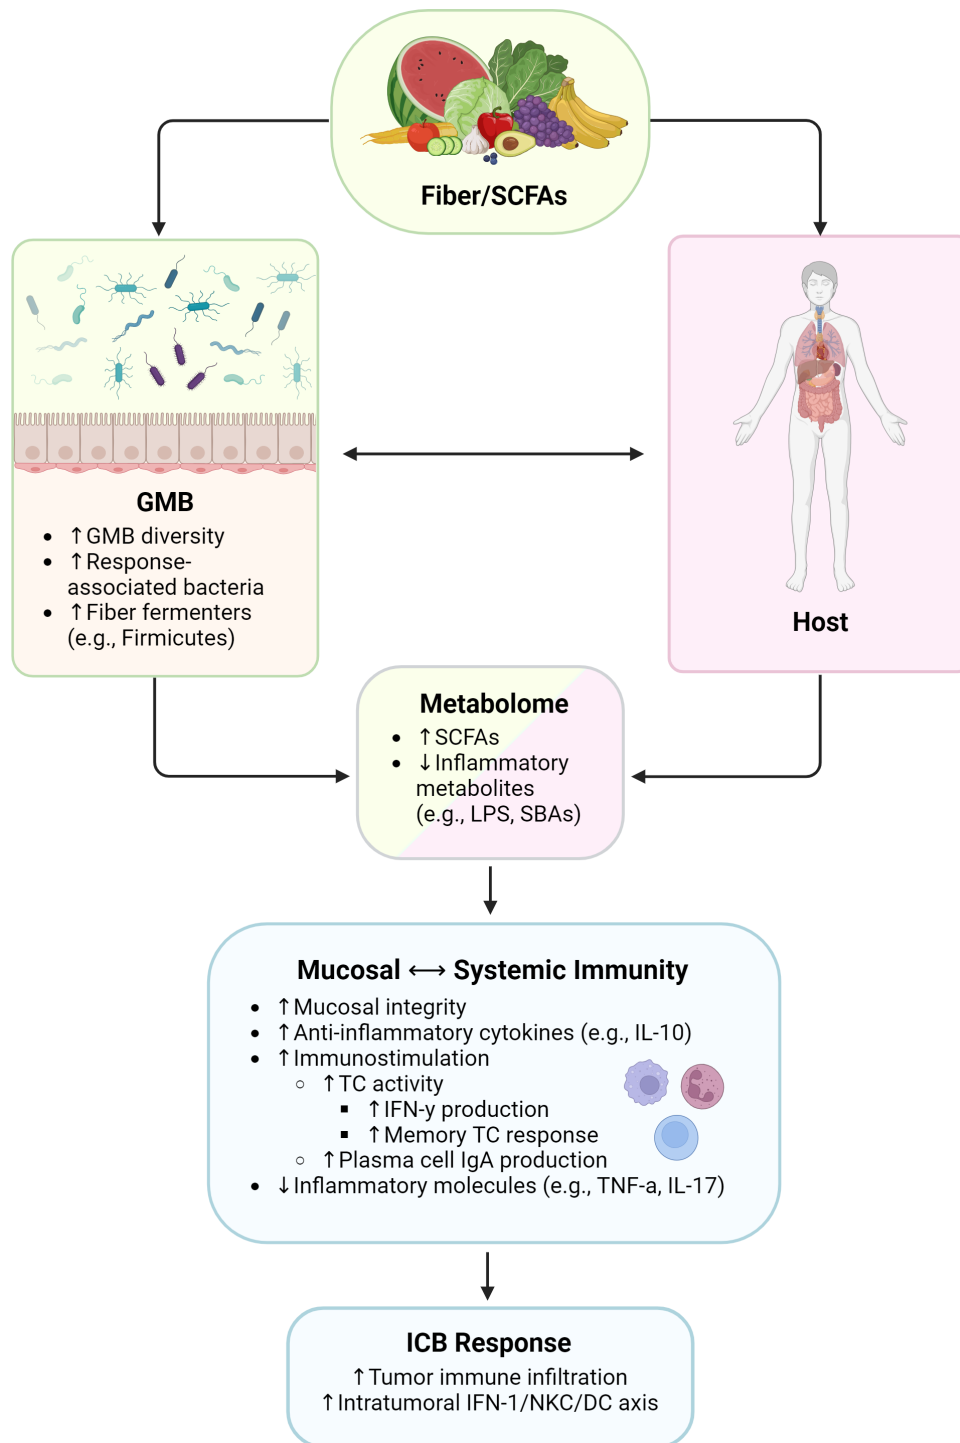 Fiber/SCFAs
GMB
• ↑GMB diversity
• ↑Response-
associated bacteria
• ↑Fiber fermenters
(e.g., Firmicutes)
Host
Metabolome
• ↑SCFAs
• ↓Inflammatory
metabolites
(e.g., LPS, SBAs)
Mucosal ⟷ Systemic Immunity
• ↑Mucosal integrity
• ↑Anti-inflammatory cytokines (e.g., IL-10)
• ↑Immunostimulation
○ ↑TC activity
▪ ↑IFN-y production
▪ ↑Memory TC response
○ ↑Plasma cell IgA production
• ↓Inflammatory molecules (e.g., TNF-a, IL-17)
ICB Response
↑Tumor immune infiltration
↑Intratumoral IFN-1/NKC/DC axis